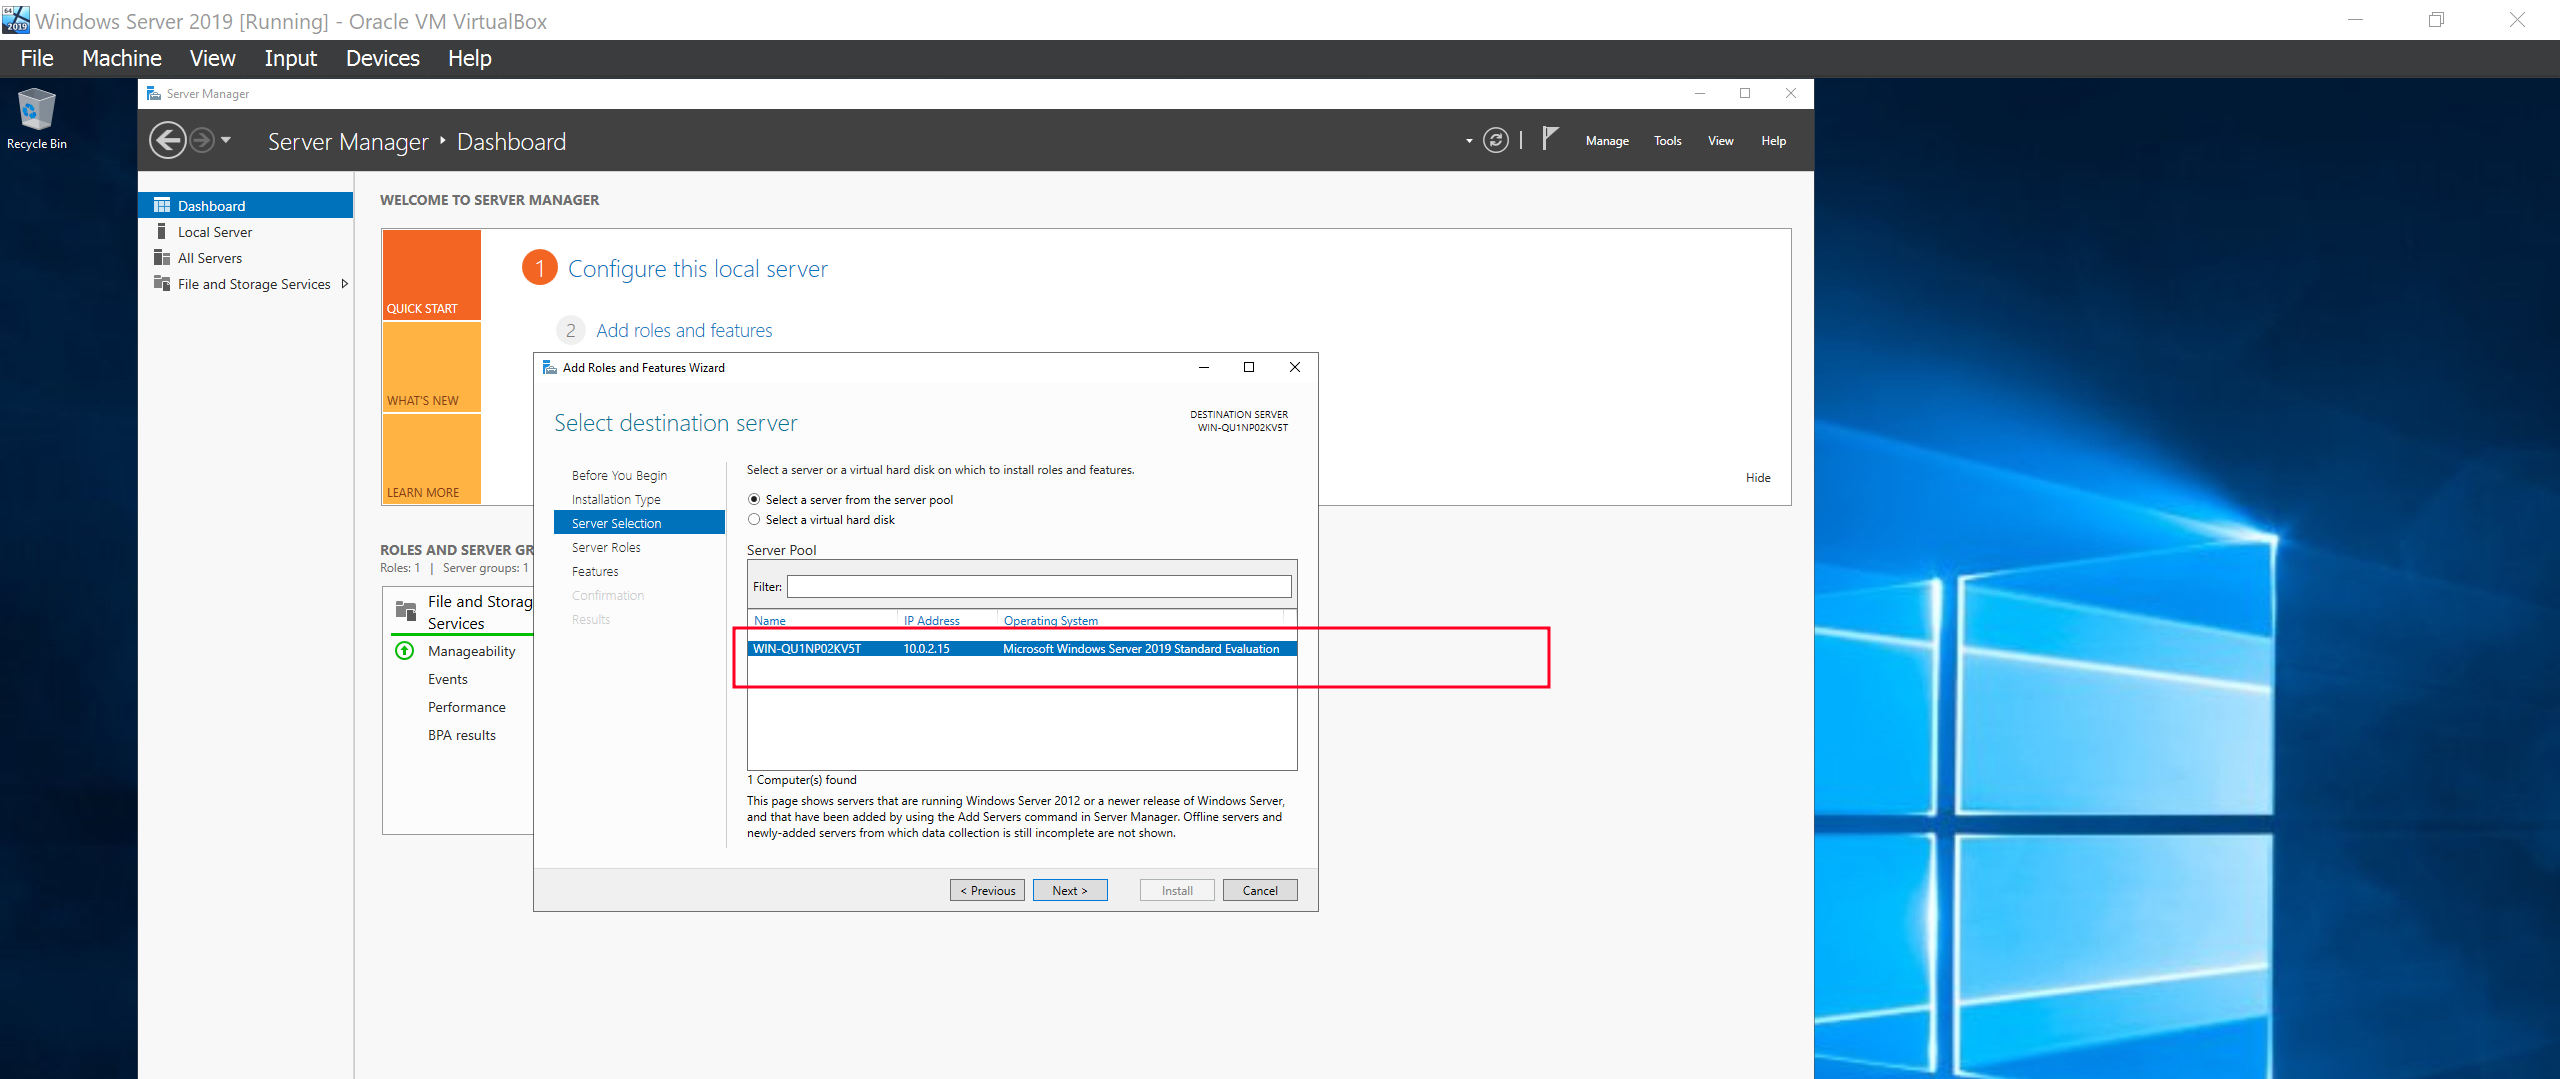 64
2019
Windows Server 2019 [Running] - Oracle VM VirtualBox
File Machine View Input Devices Help
Recycle Bin
Server Manager
Server Manager ‣ Dashboard
Manage Tools View Help
Dashboard
Local Server
All Servers
File and Storage Services
WELCOME TO SERVER MANAGER
QUICK START
WHAT'S NEW
LEARN MORE
1 Configure this local server
2 Add roles and features
Hide
ROLES AND SERVER GR
Roles: 1 | Server groups: 1
File and Storag
Services
Manageability
Events
Performance
BPA results
Add Roles and Features Wizard
Select destination server
DESTINATION SERVER
WIN-QU1NP02KV5T
Before You Begin
Installation Type
Server Selection
Server Roles
Features
Confirmation
Results
Select a server or a virtual hard disk on which to install roles and features.
Select a server from the server pool
Select a virtual hard disk
Server Pool
Filter:
Name IP Address Operating System
WIN-QU1NP02KV5T 10.0.2.15 Microsoft Windows Server 2019 Standard Evaluation
1 Computer(s) found
This page shows servers that are running Windows Server 2012 or a newer release of Windows Server,
and that have been added by using the Add Servers command in Server Manager. Offline servers and
newly-added servers from which data collection is still incomplete are not shown.
< Previous Next > Install Cancel